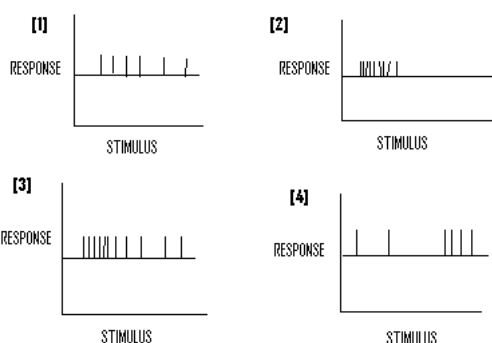 [1]
RESPONSE
STIMULUS
[2]
RESPONSE
STIMULUS
[3]
RESPONSE
STIMULUS
[4]
RESPONSE
STIMULUS